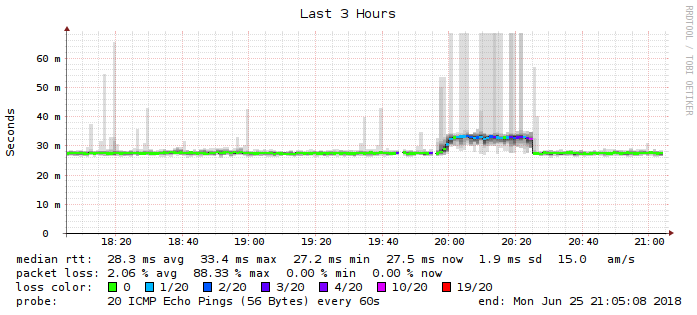 Last 3 Hours
RRDTOOL / TOBI OETIKER
Seconds
60 m
50 m
40 m
30 m
20 m
10 m
0
18:20 18:40 19:00 19:20 19:40 20:00 20:20 20:40 21:00
median rtt: 28.3 ms avg 33.4 ms max 27.2 ms min 27.5 ms now 1.9 ms sd 15.0 am/s
packet loss: 2.06 % avg 88.33 % max 0.00 % min 0.00 % now
loss color: 0 1/20 2/20 3/20 4/20 10/20 19/20
probe: 20 ICMP Echo Pings (56 Bytes) every 60s end: Mon Jun 25 21:05:08 2018